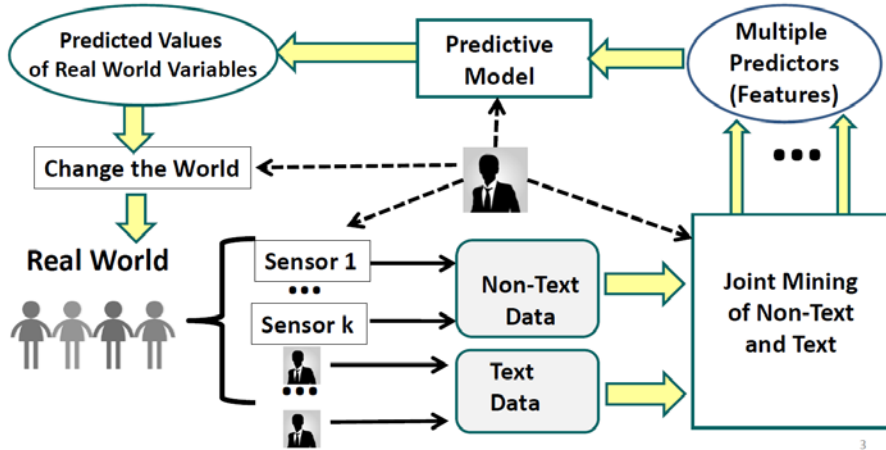 Predicted Values
of Real World Variables
Predictive
Model
Multiple
Predictors
(Features)
Change the World
Real World
Sensor 1
Sensor k
Non-Text
Data
Text
Data
Joint Mining
of Non-Text
and Text
3